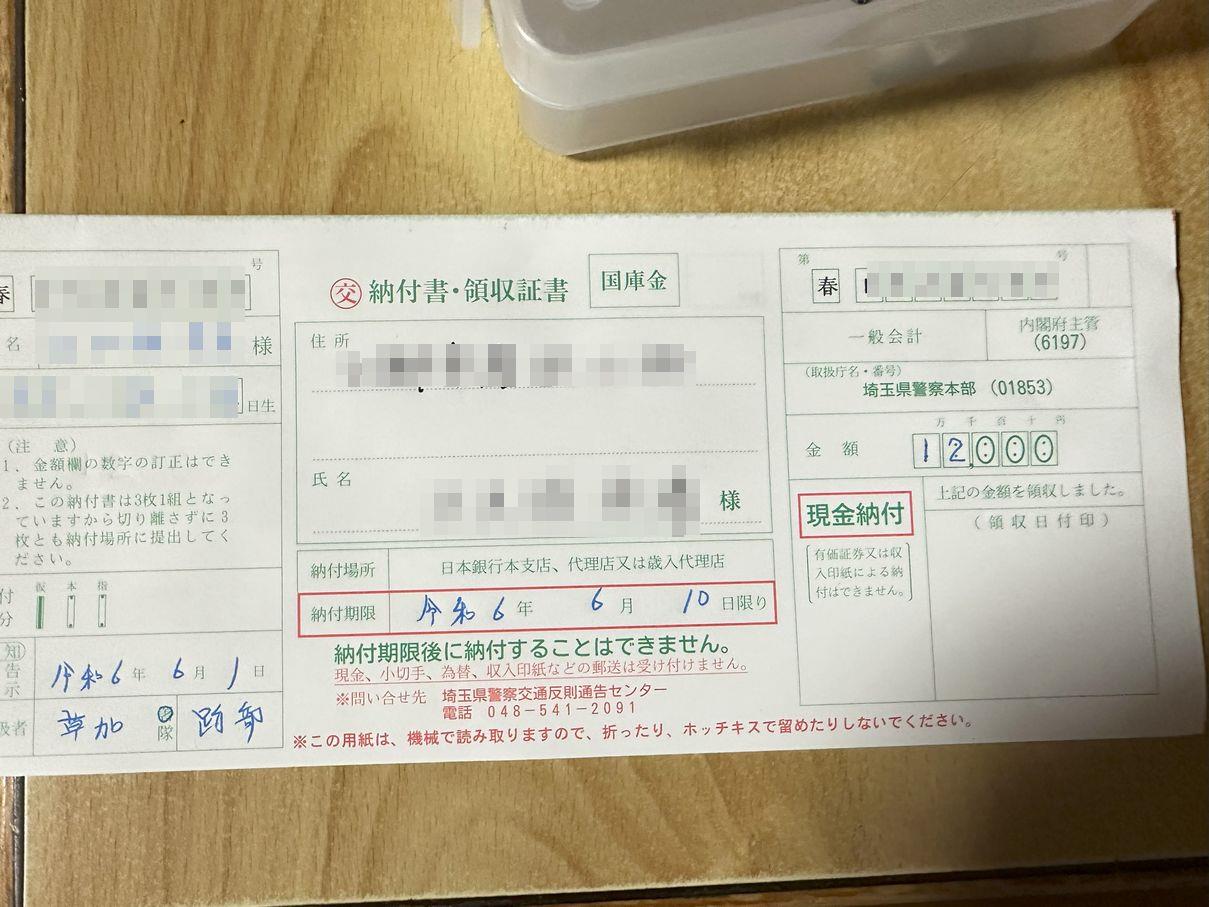 春
号
名
様
日生
（注　意）
1、金額欄の数字の訂正はでき
ません。
2、この納付書は3枚1組となっ
ていますから切り離さずに3
枚とも納付場所に提出してく
ださい。
付
分
仮
本
指
知
告
示
令和6年 6月 1日
級者
草加
隊
交 納付書・領収証書
国庫金
住所
氏名
様
納付場所
日本銀行本支店、代理店又は歳入代理店
納付期限
令和6年 6月 10日限り
納付期限後に納付することはできません。
現金、小切手、為替、収入印紙などの郵送は受け付けません。
※問い合せ先 埼玉県警察交通反則通告センター
電話 048-541-2091
※この用紙は、機械で読み取りますので、折ったり、ホッチキスで留めたりしないでください。
第
春
号
一般会計
内閣府主管
(6197)
（取扱庁名・番号）
埼玉県警察本部 (01853)
金額
万 千 百 十 円
12,000
現金納付
有価証券又は収
入印紙による納
付はできません。
上記の金額を領収しました。
（領収日付印）